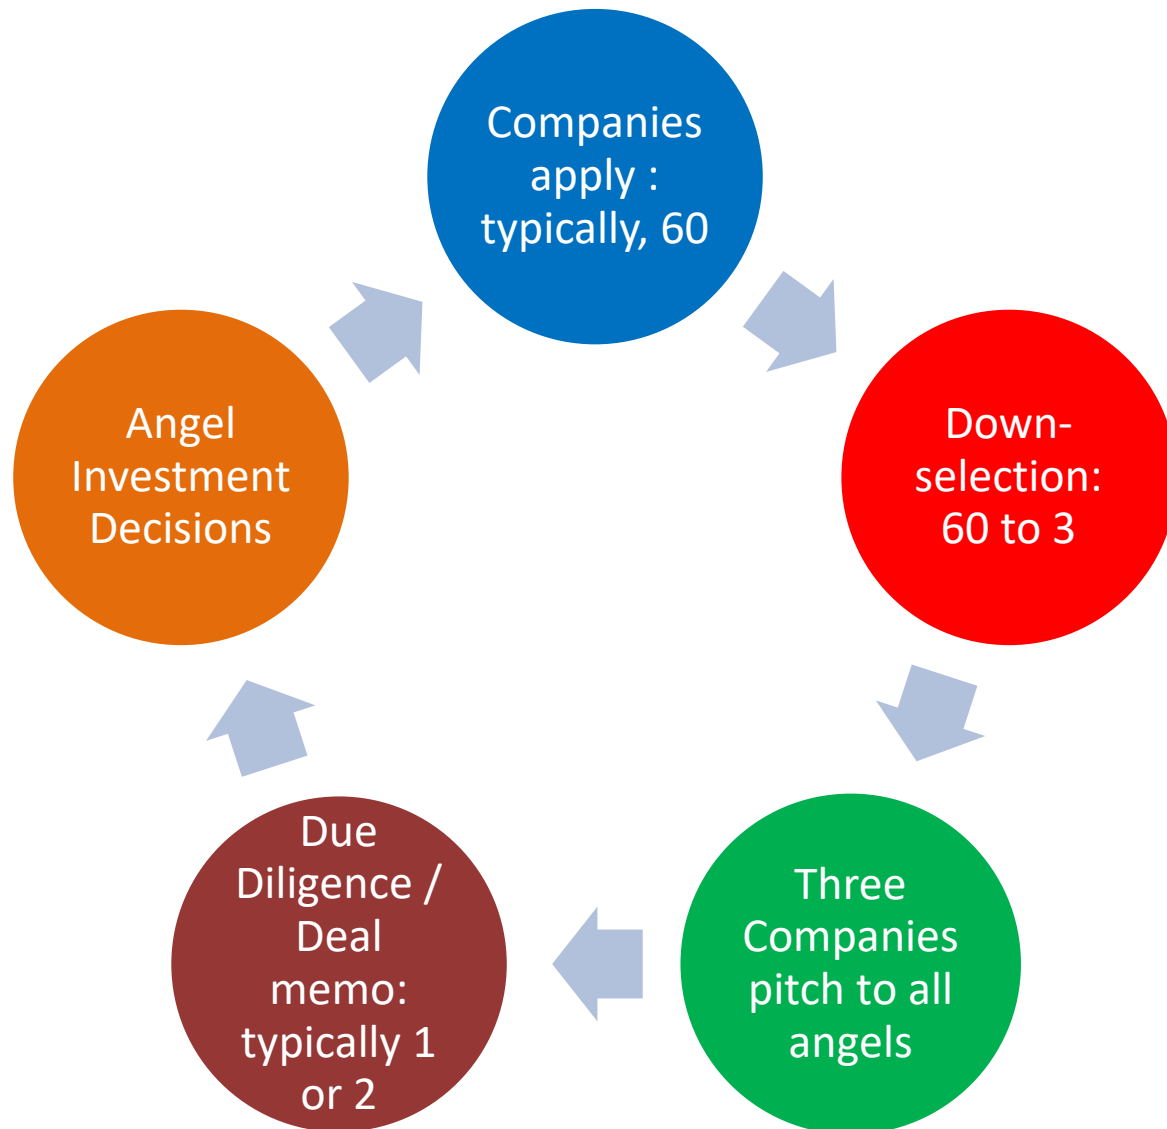 Companies
apply :
typically, 60
Down-
selection:
60 to 3
Three
Companies
pitch to all
angels
Due
Diligence /
Deal
memo:
typically 1
or 2
Angel
Investment
Decisions